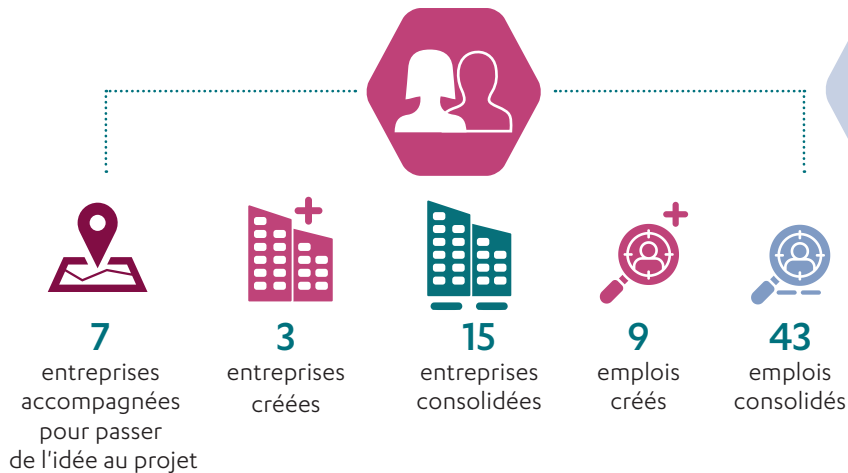 7
entreprises
accompagnées
pour passer
de l'idée au projet
3
entreprises
créées
15
entreprises
consolidées
9
emplois
créés
43
emplois
consolidés